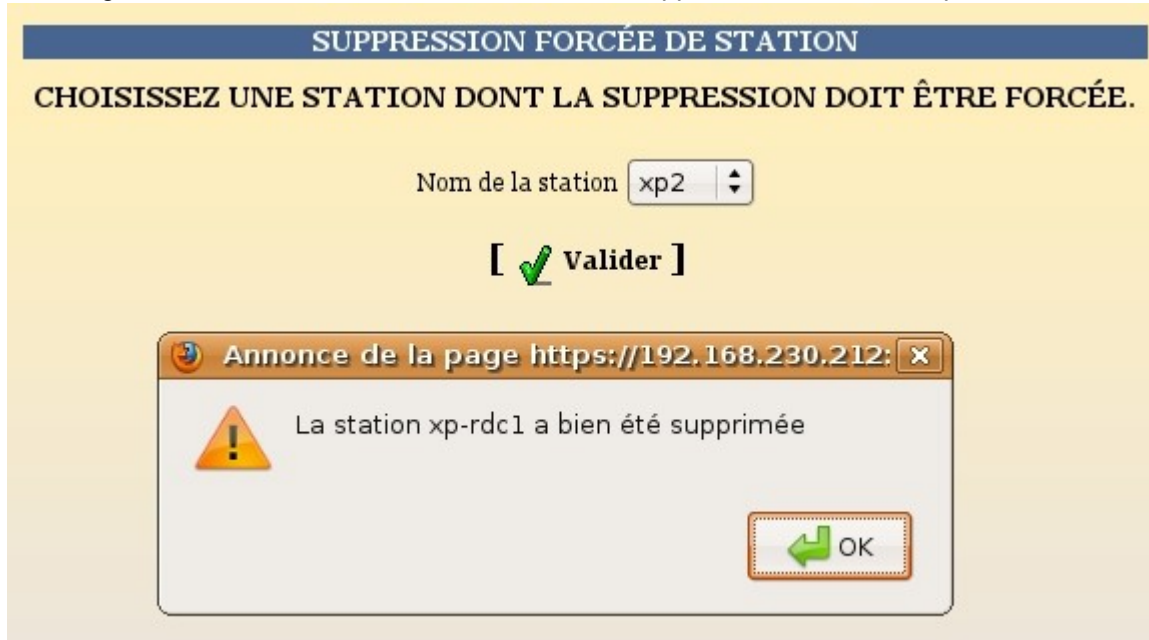 SUPPRESSION FORCÉE DE STATION
CHOISISSEZ UNE STATION DONT LA SUPPRESSION DOIT ÊTRE FORCÉE.
Nom de la station xp2
[ Valider ]
Annonce de la page https://192.168.230.212:
La station xp-rdc1 a bien été supprimée
OK